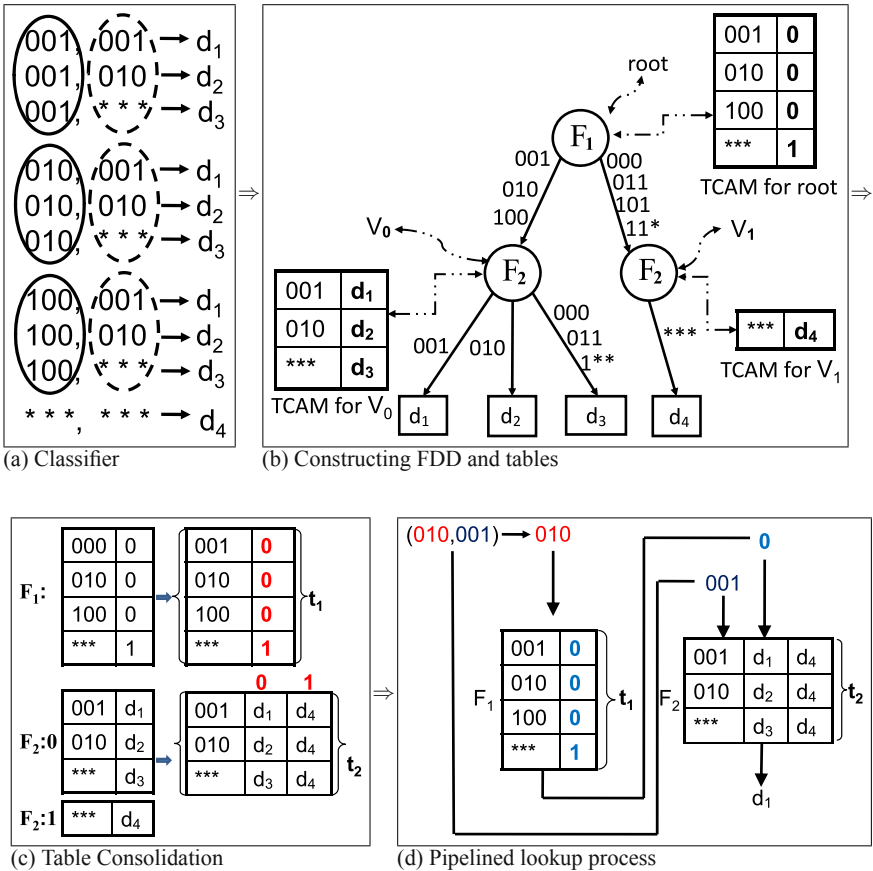 001, 001 → d1
001, 010 → d2
001, * * * → d3
010, 001 → d1
010, 010 → d2
010, * * * → d3
100, 001 → d1
100, 010 → d2
100, * * * → d3
* * *, * * * → d4
(a) Classifier
⇒
root
F1
001 0
010 0
100 0
*** 1
TCAM for root
001
010
100
000
011
101
11*
V0
F2
F2
V1
001 d1
010 d2
*** d3
TCAM for V0
001
010
000
011
1**
***
*** d4
TCAM for V1
d1
d2
d3
d4
(b) Constructing FDD and tables
⇒
F1:
000 0
010 0
100 0
*** 1
001 0
010 0
100 0
*** 1
t1
F2:0
001 d1
010 d2
*** d3
0 1
001 d1 d4
010 d2 d4
*** d3 d4
t2
F2:1
*** d4
(c) Table Consolidation
⇒
(010,001) → 010
0
001
F1
001 0
010 0
100 0
*** 1
t1
F2
001 d1 d4
010 d2 d4
*** d3 d4
t2
d1
(d) Pipelined lookup process